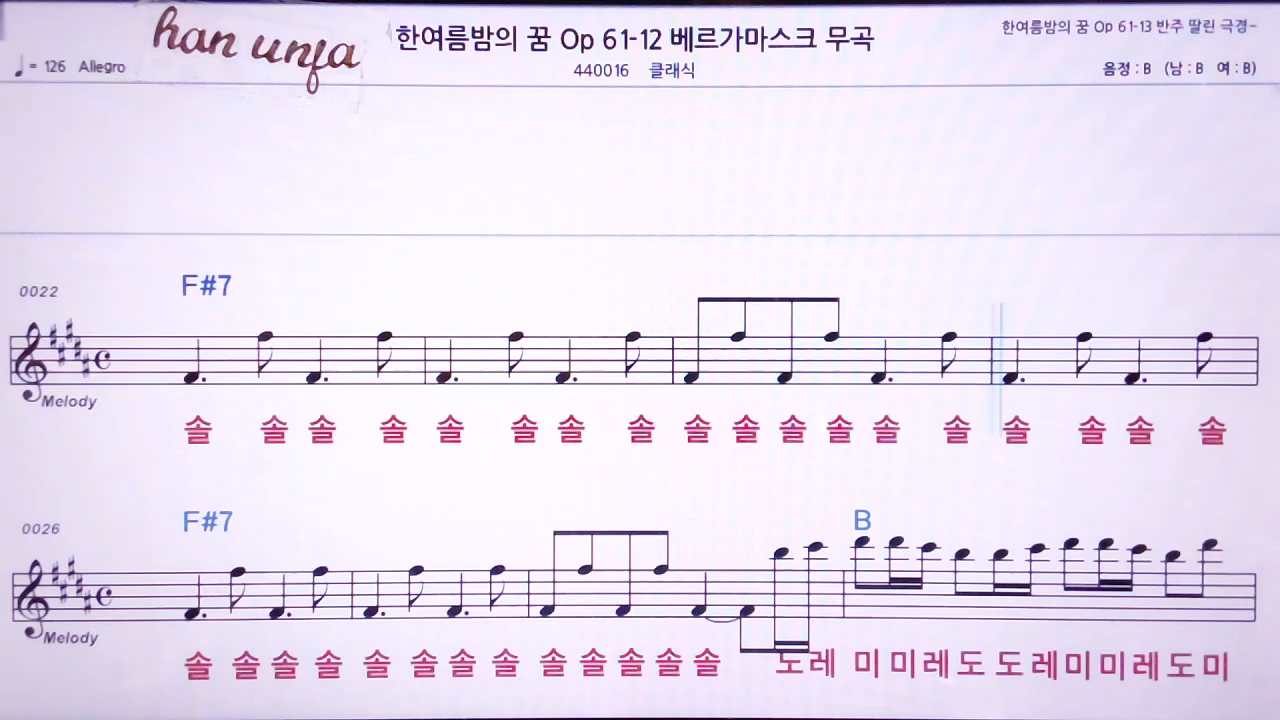 han unfa
한여름밤의 꿈 Op 61-12 베르가마스크 무곡
한여름밤의 꿈 Op 61-13 반주 딸린 극경~
♩= 126 Allegro
440016 클래식
음정 : B (남 : B 여 : B)
0022
F#7
Melody
솔 솔 솔 솔 솔 솔 솔 솔 솔 솔 솔 솔 솔 솔 솔 솔 솔 솔
0026
F#7 B
Melody
솔 솔 솔 솔 솔 솔 솔 솔 솔 솔 솔 솔 솔 도 레 미 미 레 도 도 레 미 미 레 도 미